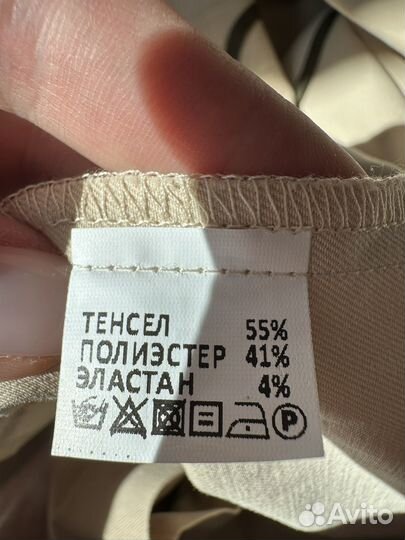 ТЕНСЕЛ 55%
ПОЛИЭСТЕР 41%
ЭЛАСТАН 4%
P
Avito